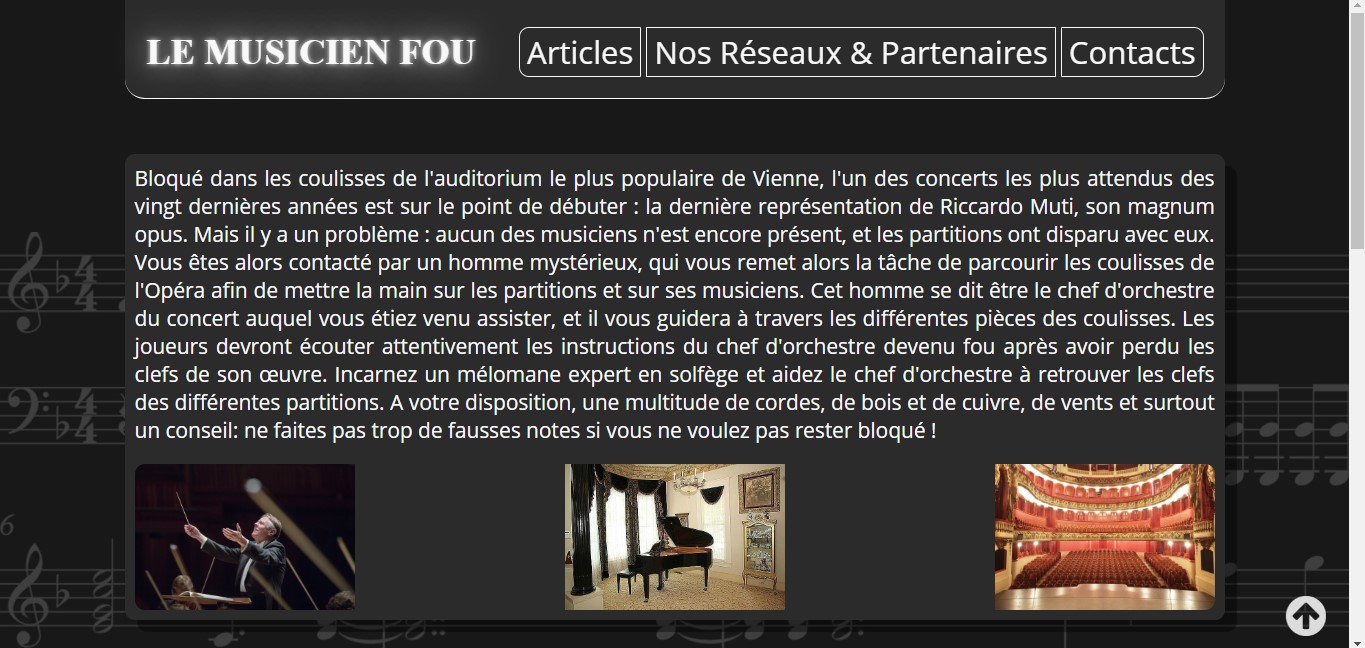 LE MUSICIEN FOU
Articles
Nos Réseaux & Partenaires
Contacts
Bloqué dans les coulisses de l'auditorium le plus populaire de Vienne, l'un des concerts les plus attendus des
vingt dernières années est sur le point de débuter : la dernière représentation de Riccardo Muti, son magnum
opus. Mais il y a un problème : aucun des musiciens n'est encore présent, et les partitions ont disparu avec eux.
Vous êtes alors contacté par un homme mystérieux, qui vous remet alors la tâche de parcourir les coulisses de
l'Opéra afin de mettre la main sur les partitions et sur ses musiciens. Cet homme se dit être le chef d'orchestre
du concert auquel vous étiez venu assister, et il vous guidera à travers les différentes pièces des coulisses. Les
joueurs devront écouter attentivement les instructions du chef d'orchestre devenu fou après avoir perdu les
clefs de son œuvre. Incarnez un mélomane expert en solfège et aidez le chef d'orchestre à retrouver les clefs
des différentes partitions. A votre disposition, une multitude de cordes, de bois et de cuivre, de vents et surtout
un conseil: ne faites pas trop de fausses notes si vous ne voulez pas rester bloqué !
4
4
4
4
6